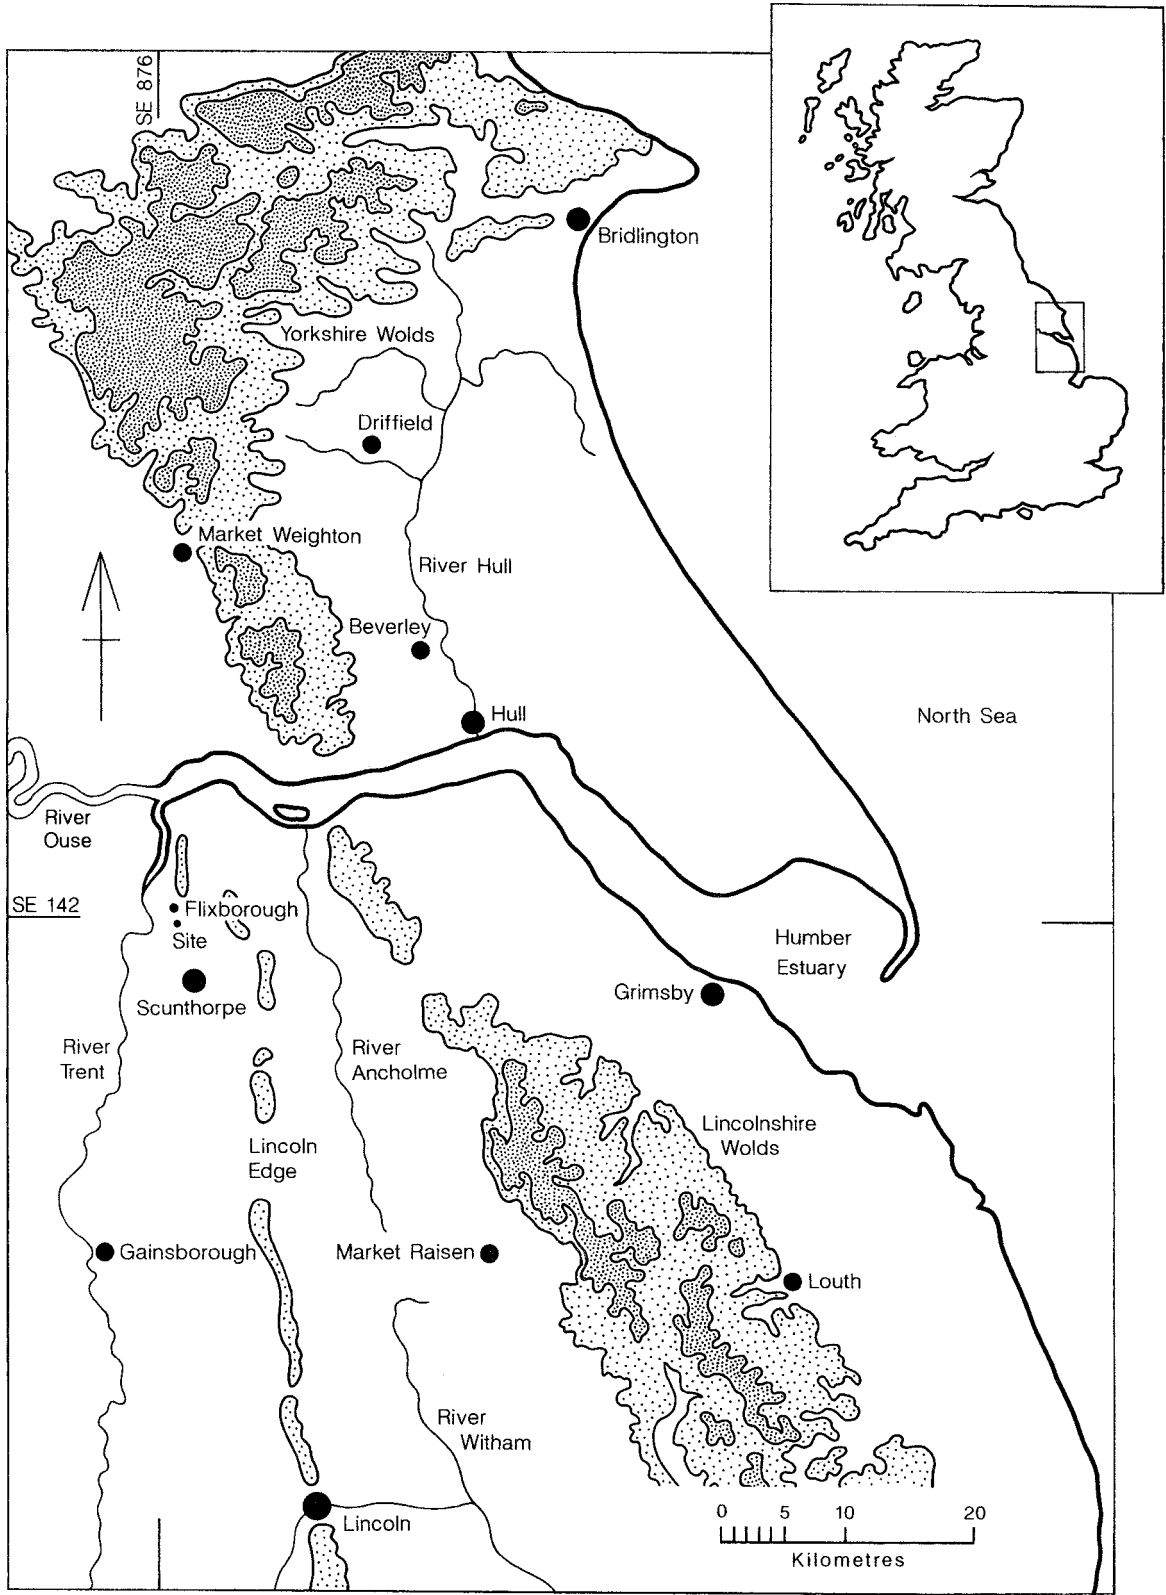 SE 876
Bridlington
Yorkshire Wolds
Driffield
Market Weighton
River Hull
Beverley
Hull
North Sea
River
Ouse
SE 142
Flixborough
Site
Humber
Estuary
Scunthorpe
Grimsby
River
Trent
River
Ancholme
Lincolnshire
Wolds
Lincoln
Edge
Gainsborough
Market Raisen
Louth
River
Witham
Lincoln
0 5 10 20
Kilometres